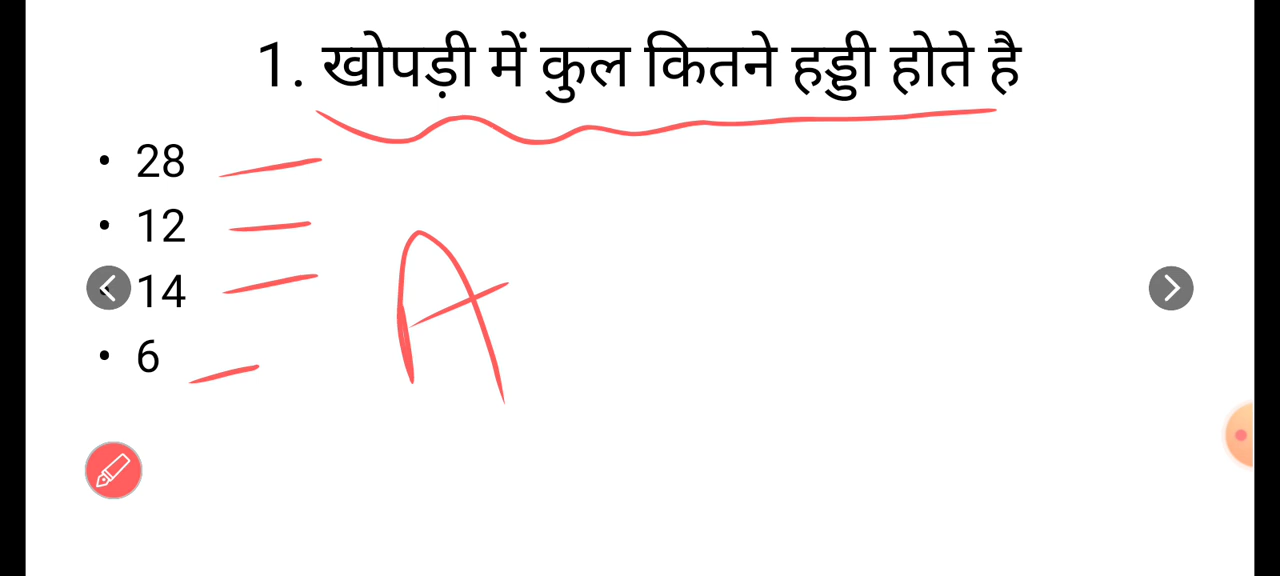 1. खोपड़ी में कुल कितने हड्डी होते है
• 28
• 12
• 14
• 6
A